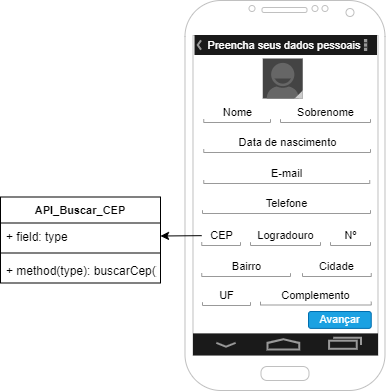 Preencha seus dados pessoais
Nome Sobrenome
Data de nascimento
E-mail
Telefone
API_Buscar_CEP
+ field: type
+ method(type): buscarCep(
CEP Logradouro Nº
Bairro Cidade
UF Complemento
Avançar